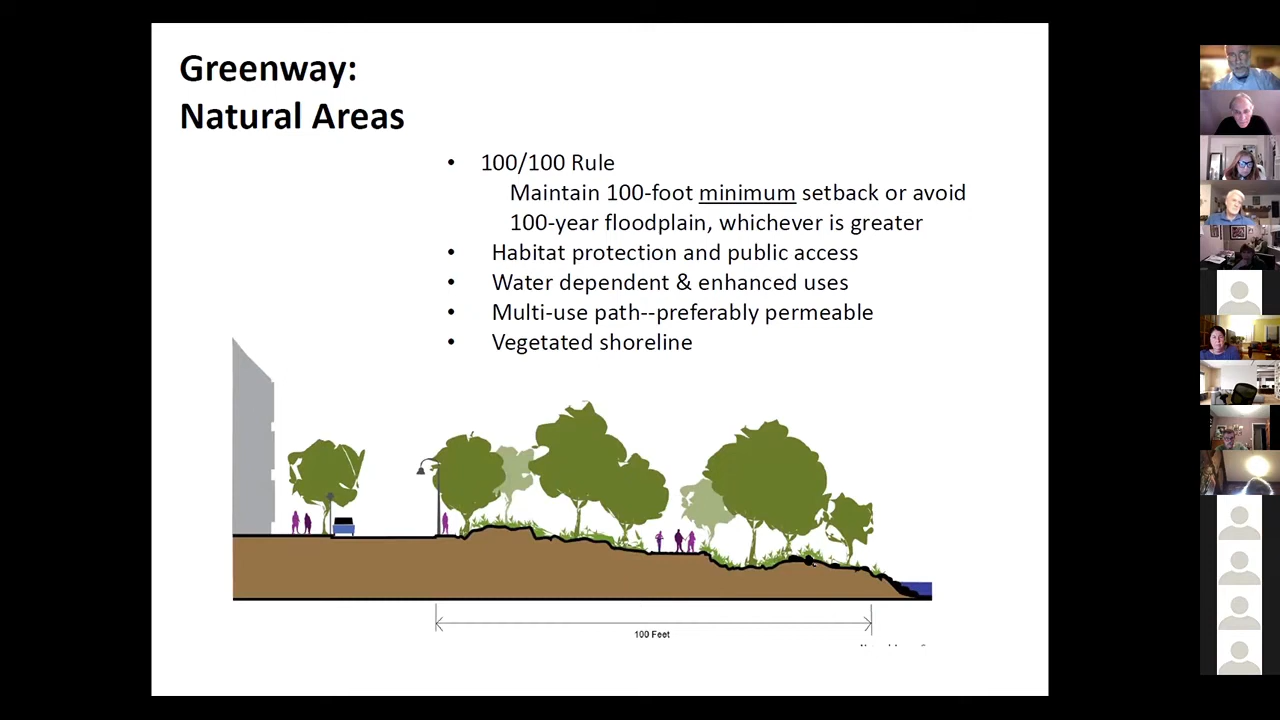 Greenway:
Natural Areas
• 100/100 Rule
Maintain 100-foot minimum setback or avoid
100-year floodplain, whichever is greater
• Habitat protection and public access
• Water dependent & enhanced uses
• Multi-use path--preferably permeable
• Vegetated shoreline
100 Feet